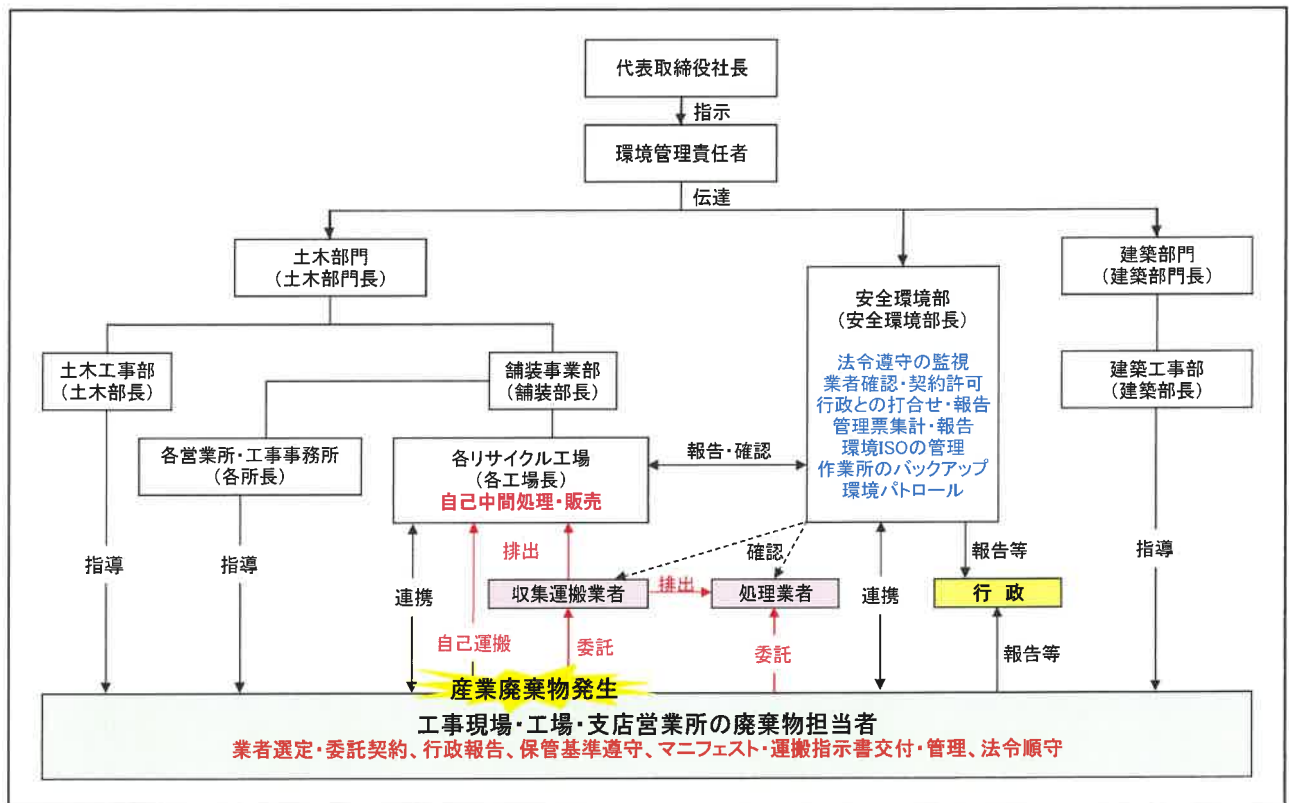 代表取締役社長
指示
環境管理責任者
伝達
土木部門
(土木部門長)
安全環境部
(安全環境部長)
法令遵守の監視
業者確認・契約許可
行政との打合せ・報告
管理票集計・報告
環境ISOの管理
作業所のバックアップ
環境パトロール
建築部門
(建築部門長)
土木工事部
(土木部長)
舗装事業部
(舗装部長)
建築工事部
(建築部長)
各営業所・工事事務所
(各所長)
各リサイクル工場
(各工場長)
自己中間処理・販売
報告・確認
指導
指導
連携
排出
収集運搬業者
排出
確認
処理業者
連携
報告等
行 政
指導
自己運搬
委託
委託
報告等
産業廃棄物発生
工事現場・工場・支店営業所の廃棄物担当者
業者選定・委託契約、行政報告、保管基準遵守、マニフェスト・運搬指示書交付・管理、法令順守